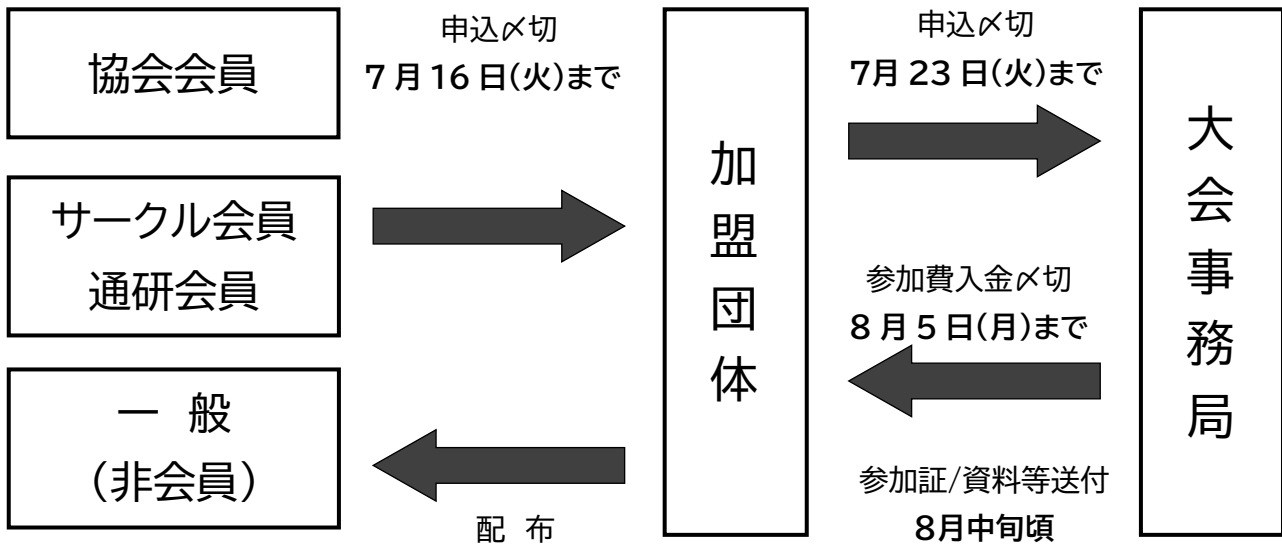 協会会員
サークル会員
通研会員
一 般
（非会員）
申込〆切
7月16日(火)まで
配 布
加盟団体
申込〆切
7月23日(火)まで
参加費入金〆切
8月5日(月)まで
参加証/資料等送付
8月中旬頃
大会事務局